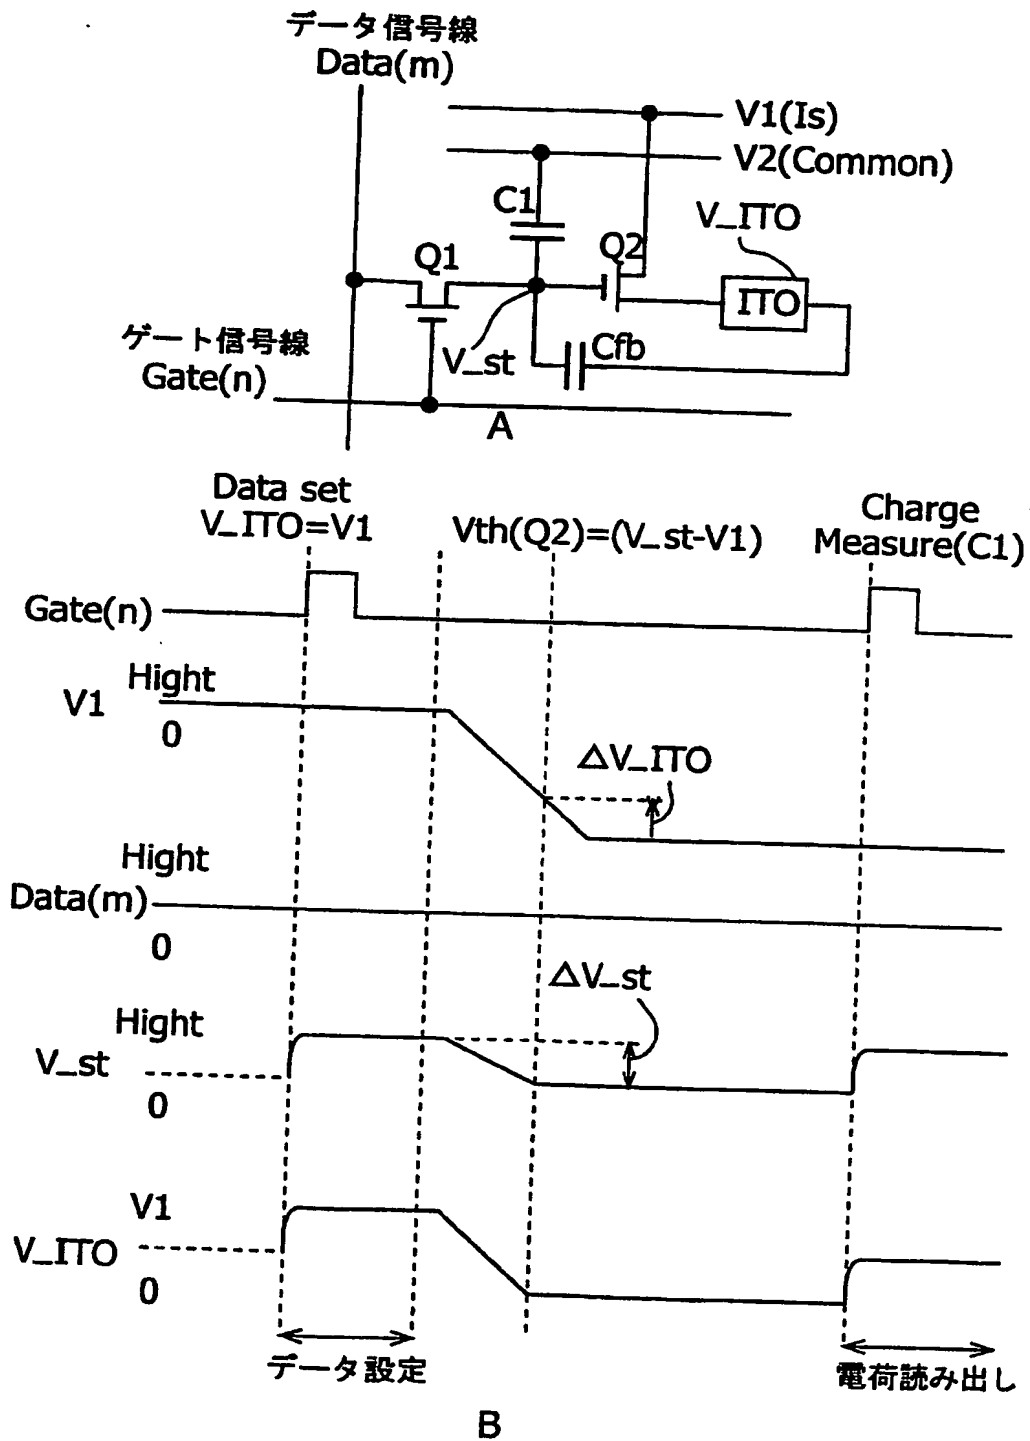 データ信号線
Data(m)
V1(Is)
V2(Common)
C1
V_ITO
Q1
Q2
ITO
ゲート信号線
Gate(n)
V_st
Cfb
A
Data set
V_ITO=V1
Vth(Q2)=(V_st-V1)
Charge
Measure(C1)
Gate(n)
Hight
V1
0
△V_ITO
Hight
Data(m)
0
△V_st
Hight
V_st
0
V1
V_ITO
0
データ設定
電荷読み出し
B